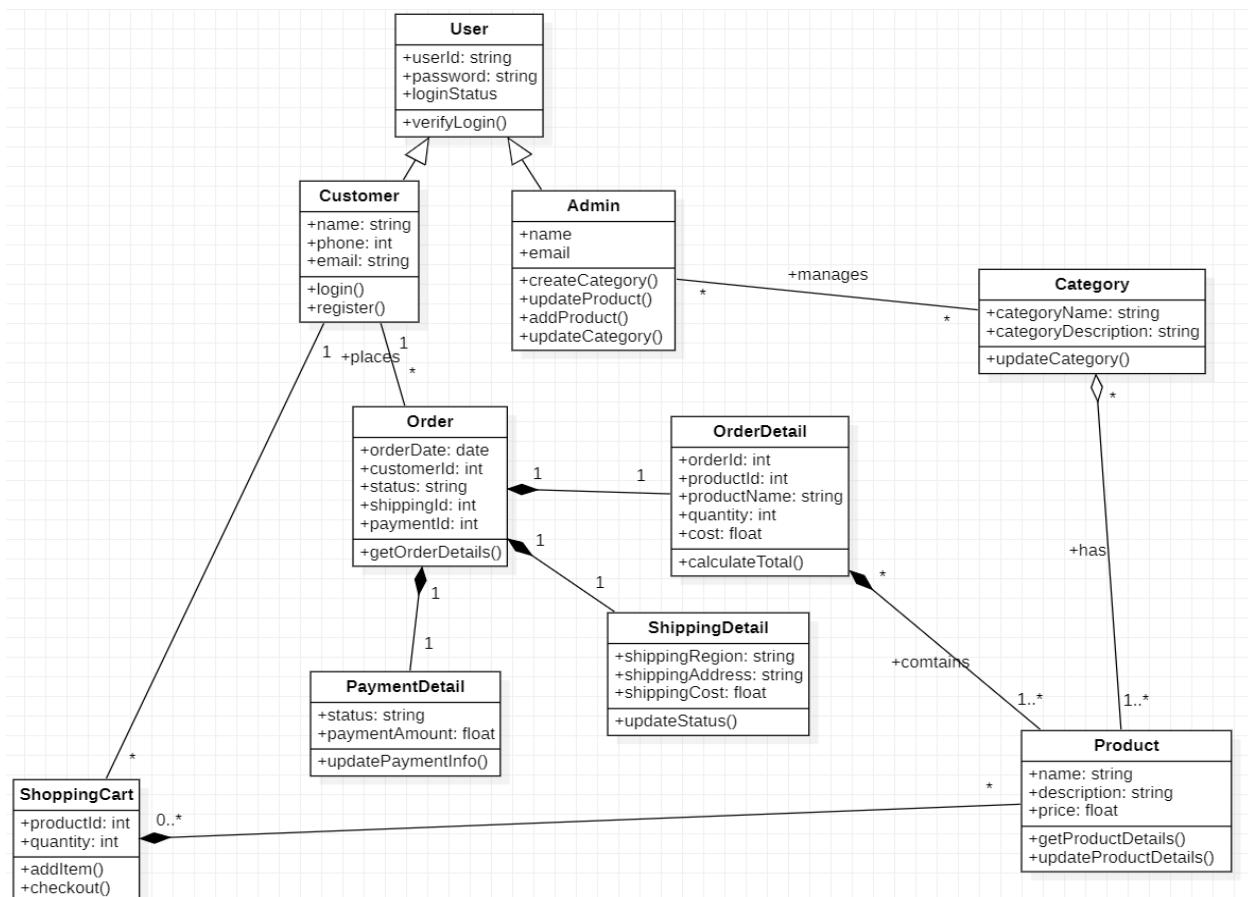 User
+userId: string
+password: string
+loginStatus
+verifyLogin()
Customer
+name: string
+phone: int
+email: string
+login()
+register()
Admin
+name
+email
+createCategory()
+updateProduct()
+addProduct()
+updateCategory()
+manages
*
*
Category
+categoryName: string
+categoryDescription: string
+updateCategory()
1
+places
1
*
*
Order
+orderDate: date
+customerId: int
+status: string
+shippingId: int
+paymentId: int
+getOrderDetails()
1
1
OrderDetail
+orderId: int
+productId: int
+productName: string
+quantity: int
+cost: float
+calculateTotal()
1
1
1
1
*
+has
ShippingDetail
+shippingRegion: string
+shippingAddress: string
+shippingCost: float
+updateStatus()
+comtains
1..*
1..*
PaymentDetail
+status: string
+paymentAmount: float
+updatePaymentInfo()
*
ShoppingCart
+productId: int
+quantity: int
+addItem()
+checkout()
0..*
*
Product
+name: string
+description: string
+price: float
+getProductDetails()
+updateProductDetails()